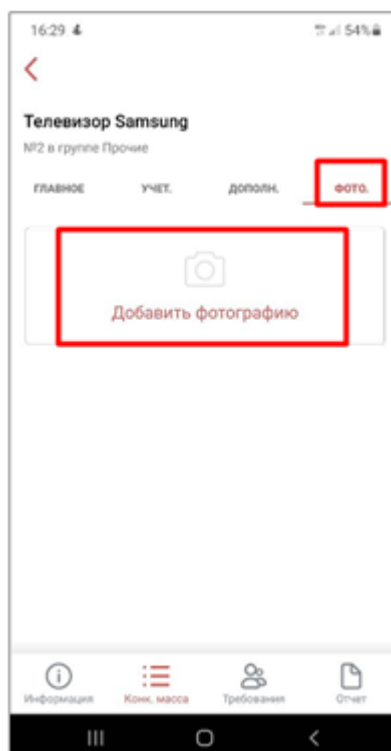 16:29 54%
Телевизор Samsung
№2 в группе Прочие
ГЛАВНОЕ УЧЕТ. ДОПОЛН. ФОТО.
Добавить фотографию
Информация Конк. масса Требования Отчет